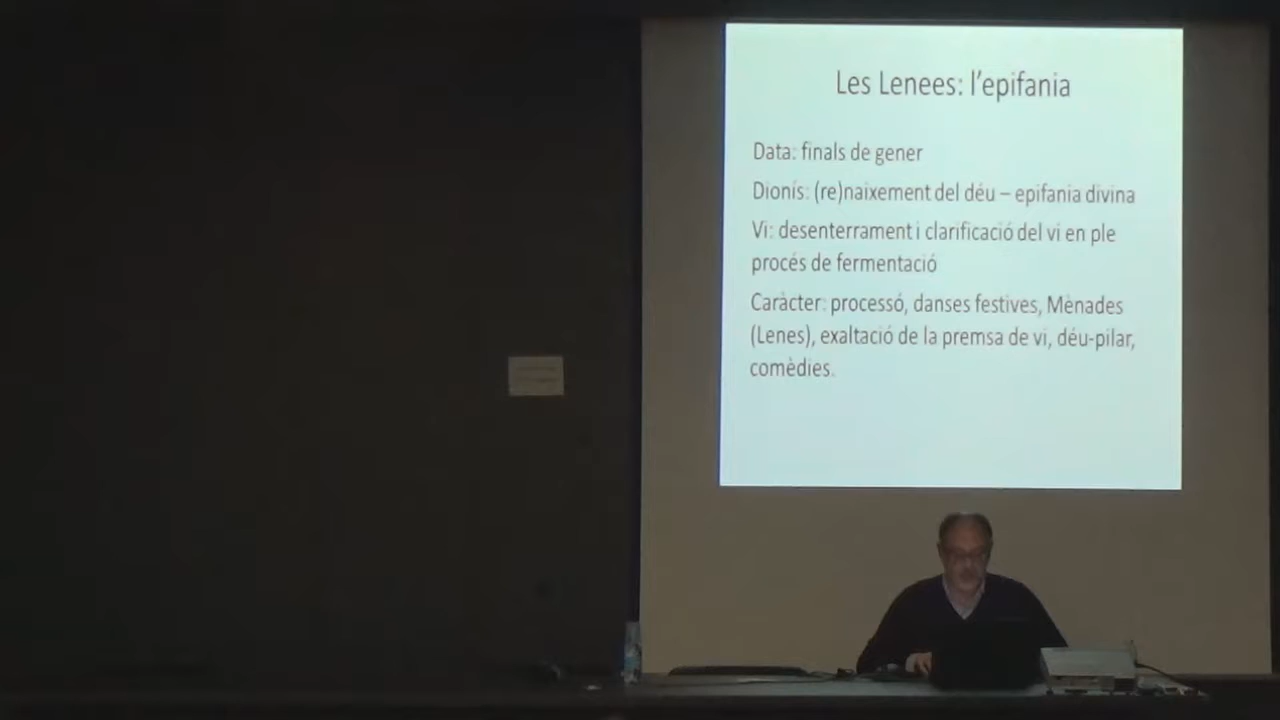 Les Lenees: l’epifania
Data: finals de gener
Dionís: (re)naixement del déu – epifania divina
Vi: desenterrament i clarificació del vi en ple
procés de fermentació
Caràcter: processó, danses festives, Mènades
(Lenes), exaltació de la premsa de vi, déu-pilar,
comèdies.